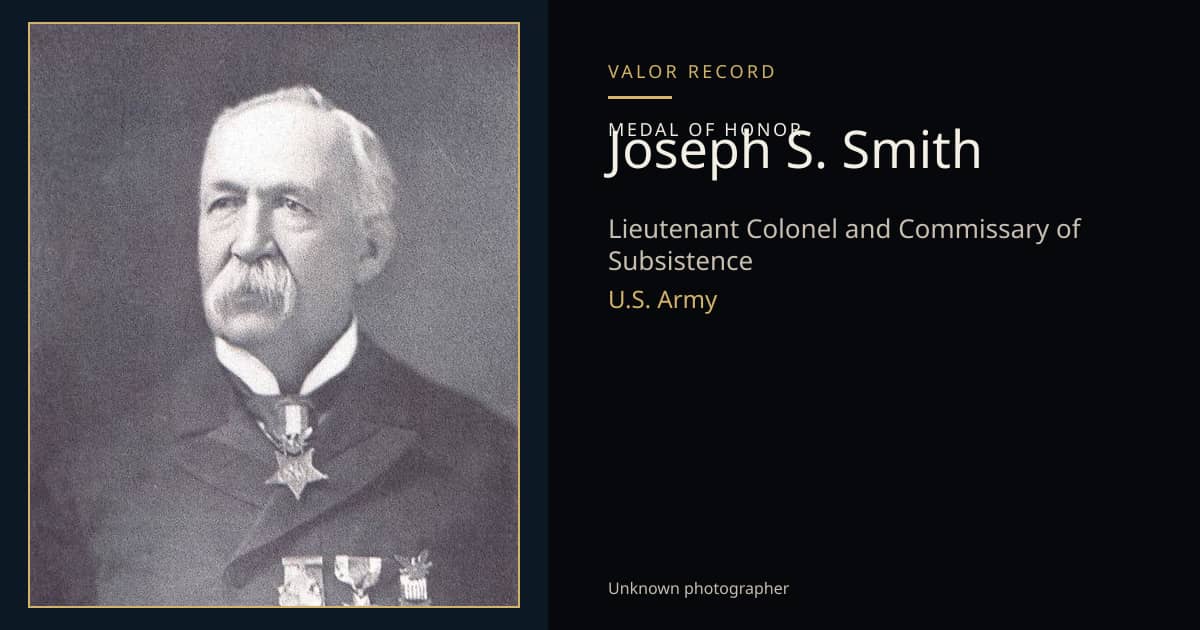 VALOR RECORD
MEDAL OF HONOR
Joseph S. Smith
Lieutenant Colonel and Commissary of
Subsistence
U.S. Army
Unknown photographer